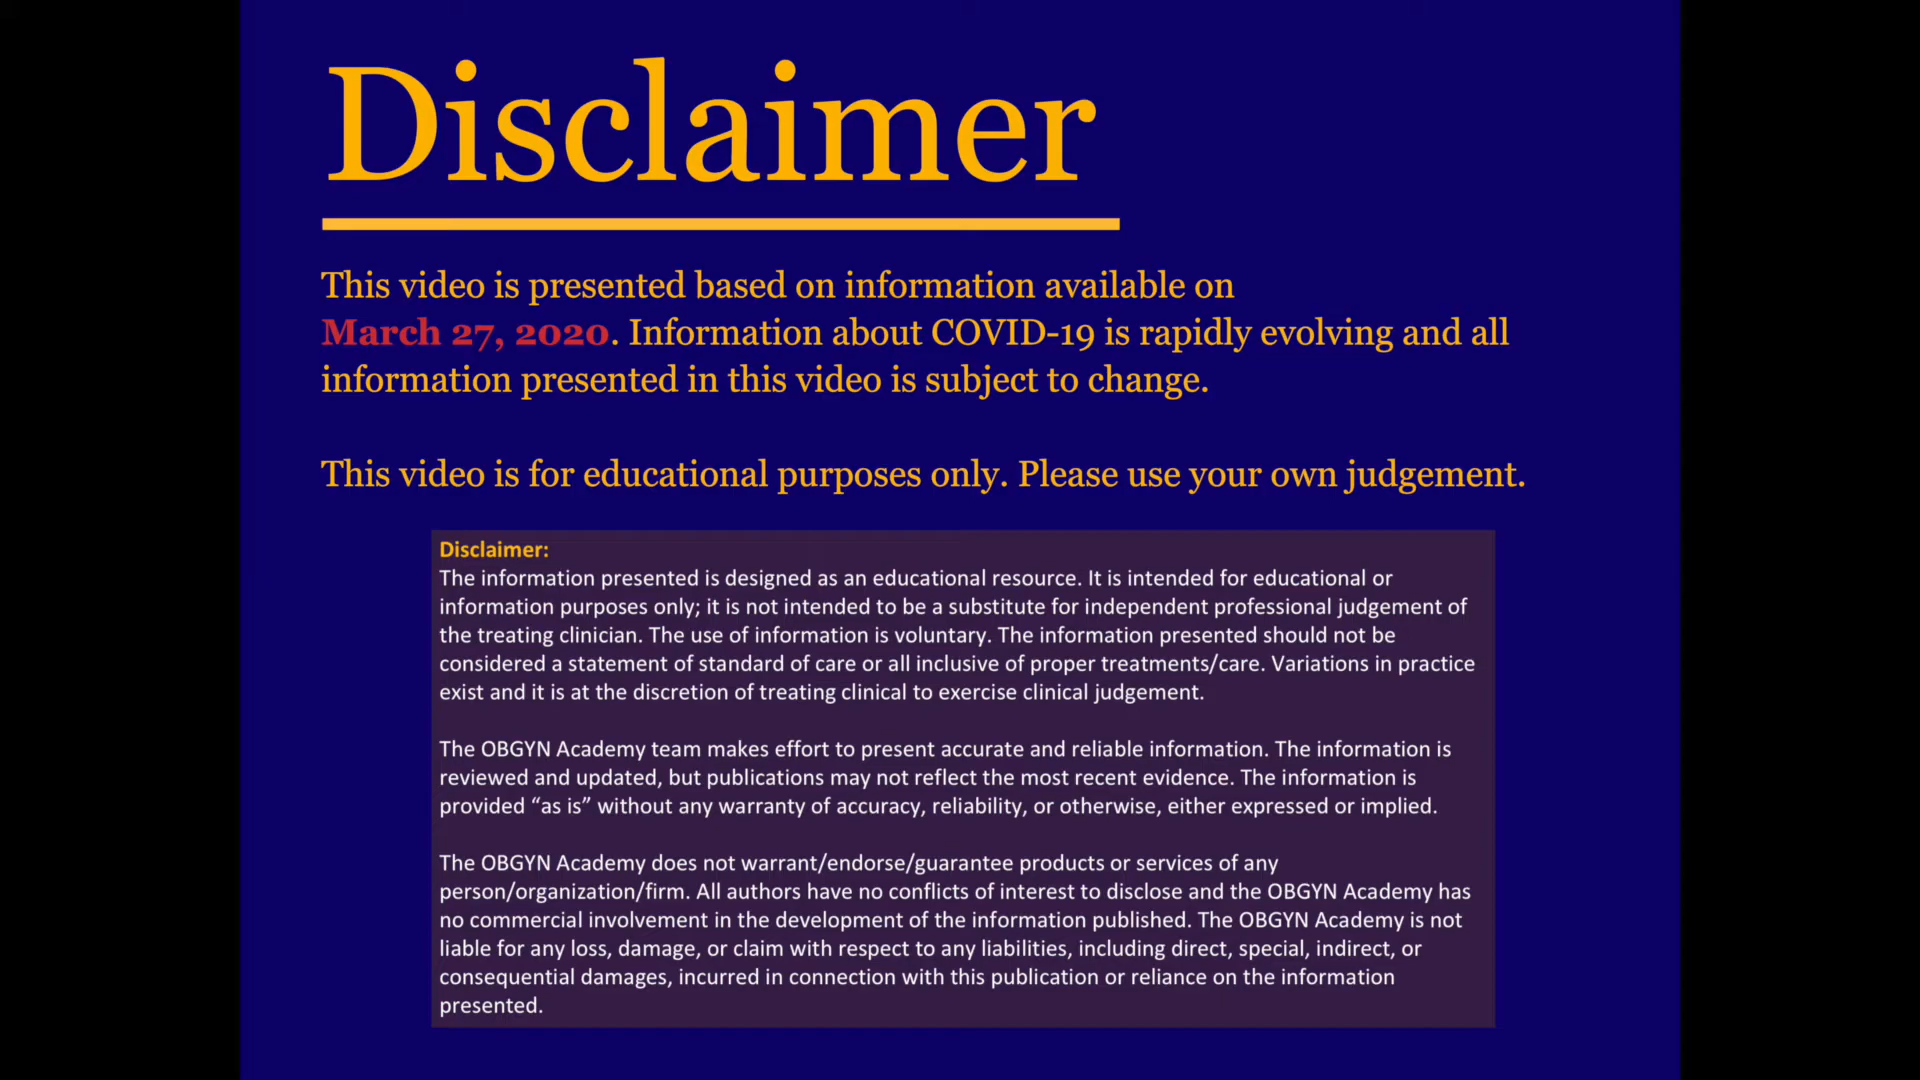 Disclaimer
This video is presented based on information available on
March 27, 2020. Information about COVID-19 is rapidly evolving and all
information presented in this video is subject to change.
This video is for educational purposes only. Please use your own judgement.
Disclaimer:
The information presented is designed as an educational resource. It is intended for educational or
information purposes only; it is not intended to be a substitute for independent professional judgement of
the treating clinician. The use of information is voluntary. The information presented should not be
considered a statement of standard of care or all inclusive of proper treatments/care. Variations in practice
exist and it is at the discretion of treating clinical to exercise clinical judgement.
The OBGYN Academy team makes effort to present accurate and reliable information. The information is
reviewed and updated, but publications may not reflect the most recent evidence. The information is
provided “as is” without any warranty of accuracy, reliability, or otherwise, either expressed or implied.
The OBGYN Academy does not warrant/endorse/guarantee products or services of any
person/organization/firm. All authors have no conflicts of interest to disclose and the OBGYN Academy has
no commercial involvement in the development of the information published. The OBGYN Academy is not
liable for any loss, damage, or claim with respect to any liabilities, including direct, special, indirect, or
consequential damages, incurred in connection with this publication or reliance on the information
presented.